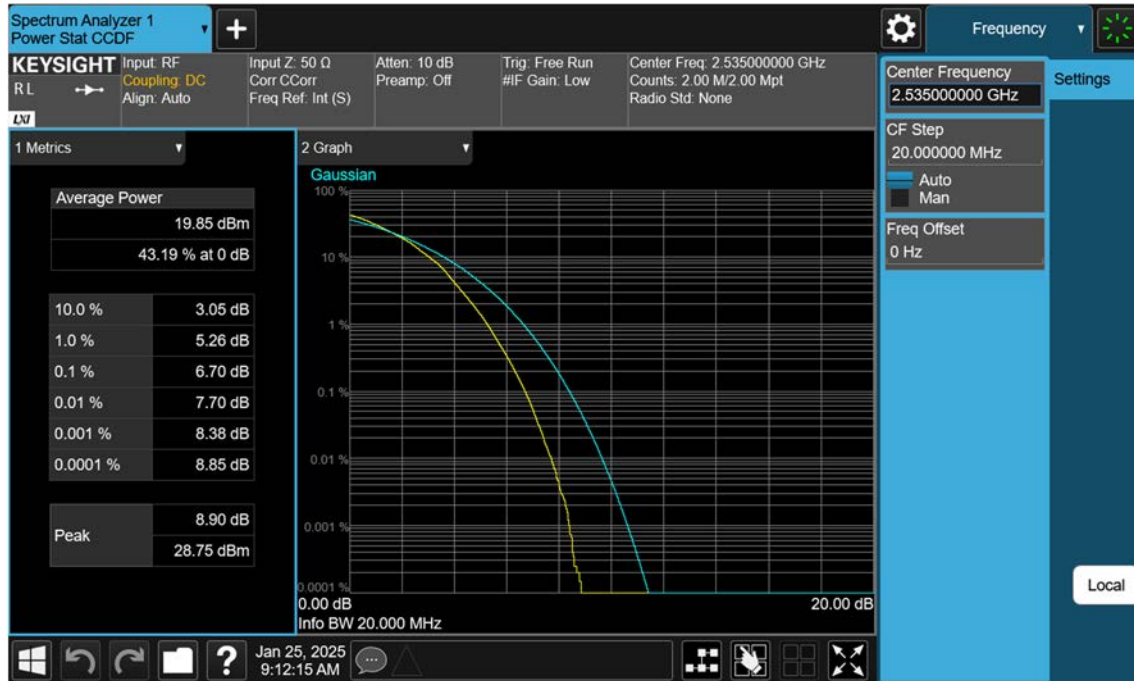 Spectrum Analyzer 1
Power Stat CCDF
Frequency
KEYSIGHT
R L
LXI
Input: RF
Coupling: DC
Align: Auto
Input Z: 50 Ω
Corr CCorr
Freq Ref: Int (S)
Atten: 10 dB
Preamp: Off
Trig: Free Run
#IF Gain: Low
Center Freq: 2.535000000 GHz
Counts: 2.00 M/2.00 Mpt
Radio Std: None
Center Frequency
2.535000000 GHz
Settings
CF Step
20.000000 MHz
Auto
Man
Freq Offset
0 Hz
Local
1 Metrics
Average Power
19.85 dBm
43.19 % at 0 dB
10.0 % 3.05 dB
1.0 % 5.26 dB
0.1 % 6.70 dB
0.01 % 7.70 dB
0.001 % 8.38 dB
0.0001 % 8.85 dB
Peak
8.90 dB
28.75 dBm
2 Graph
Gaussian
100 %
10 %
1 %
0.1 %
0.01 %
0.001 %
0.0001 %
0.00 dB 20.00 dB
Info BW 20.000 MHz
?
Jan 25, 2025
9:12:15 AM